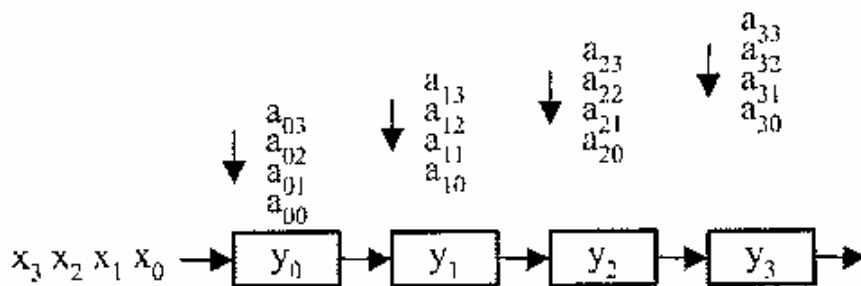 a₃₃
a₃₂
a₃₁
a₃₀
a₂₃
a₂₂
a₂₁
a₂₀
a₁₃
a₁₂
a₁₁
a₁₀
a₀₃
a₀₂
a₀₁
a₀₀
x₃ x₂ x₁ x₀ y₀ y₁ y₂ y₃